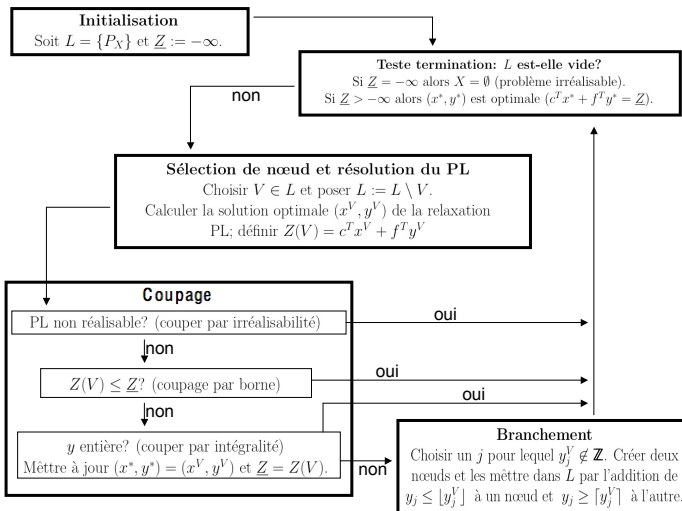 Initialisation
Soit L = {P_X} et Z̲ := −∞.
Teste termination: L est-elle vide?
Si Z̲ = −∞ alors X = ∅ (problème irréalisable).
Si Z̲ > −∞ alors (x*, y*) est optimale (c^T x* + f^T y* = Z̲).
non
Sélection de nœud et résolution du PL
Choisir V ∈ L et poser L := L \ V.
Calculer la solution optimale (x^V, y^V) de la relaxation
PL; définir Z(V) = c^T x^V + f^T y^V
Coupage
PL non réalisable? (couper par irréalisabilité)
oui
non
Z(V) ≤ Z̲? (coupage par borne)
oui
non
oui
y entière? (couper par intégralité)
Mêttre à jour (x*, y*) = (x^V, y^V) et Z̲ = Z(V).
non
Branchement
Choisir un j pour lequel y_j^V ∉ ℤ. Créer deux
nœuds et les mêttre dans L par l'addition de
y_j ≤ ⌊y_j^V⌋ à un nœud et y_j ≥ ⌈y_j^V⌉ à l'autre.